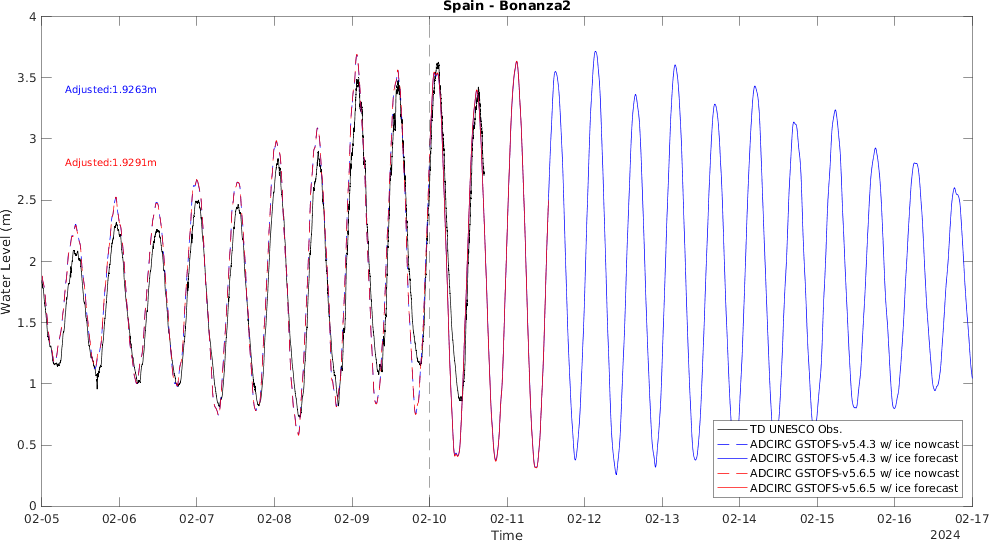 Spain - Bonanza2
4
3.5
3
2.5
2
1.5
1
0.5
0
Water Level (m)
Adjusted:1.9263m
Adjusted:1.9291m
TD UNESCO Obs.
ADCIRC GSTOFS-v5.4.3 w/ ice nowcast
ADCIRC GSTOFS-v5.4.3 w/ ice forecast
ADCIRC GSTOFS-v5.6.5 w/ ice nowcast
ADCIRC GSTOFS-v5.6.5 w/ ice forecast
02-05 02-06 02-07 02-08 02-09 02-10 02-11 02-12 02-13 02-14 02-15 02-16 02-17
Time
2024